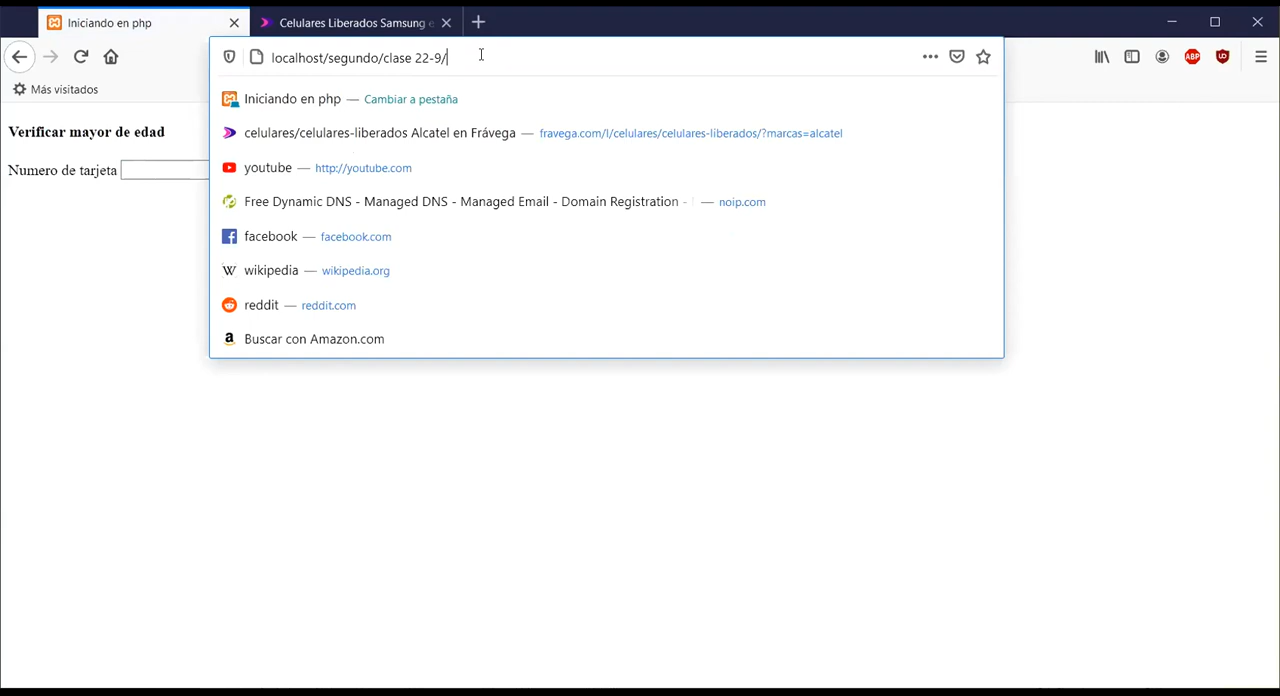 Iniciando en php
Celulares Liberados Samsung e
localhost/segundo/clase 22-9/
ABP
Más visitados
Iniciando en php — Cambiar a pestaña
Verificar mayor de edad
celulares/celulares-liberados Alcatel en Frávega — fravega.com/l/celulares/celulares-liberados/?marcas=alcatel
Numero de tarjeta
youtube — http://youtube.com
Free Dynamic DNS - Managed DNS - Managed Email - Domain Registration - — noip.com
facebook — facebook.com
W wikipedia — wikipedia.org
reddit — reddit.com
a Buscar con Amazon.com